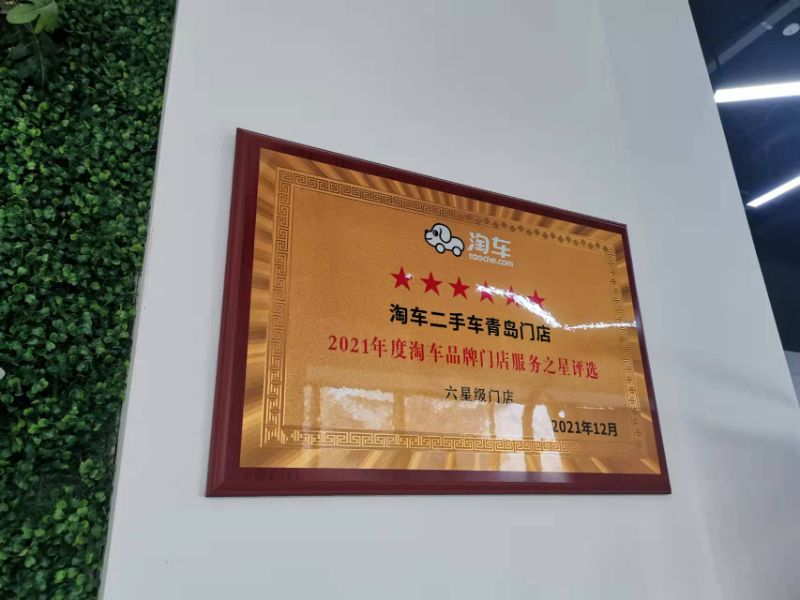 淘车
taoche.com
淘车二手车青岛门店
2021年度淘车品牌门店服务之星评选
六星级门店
2021年12月